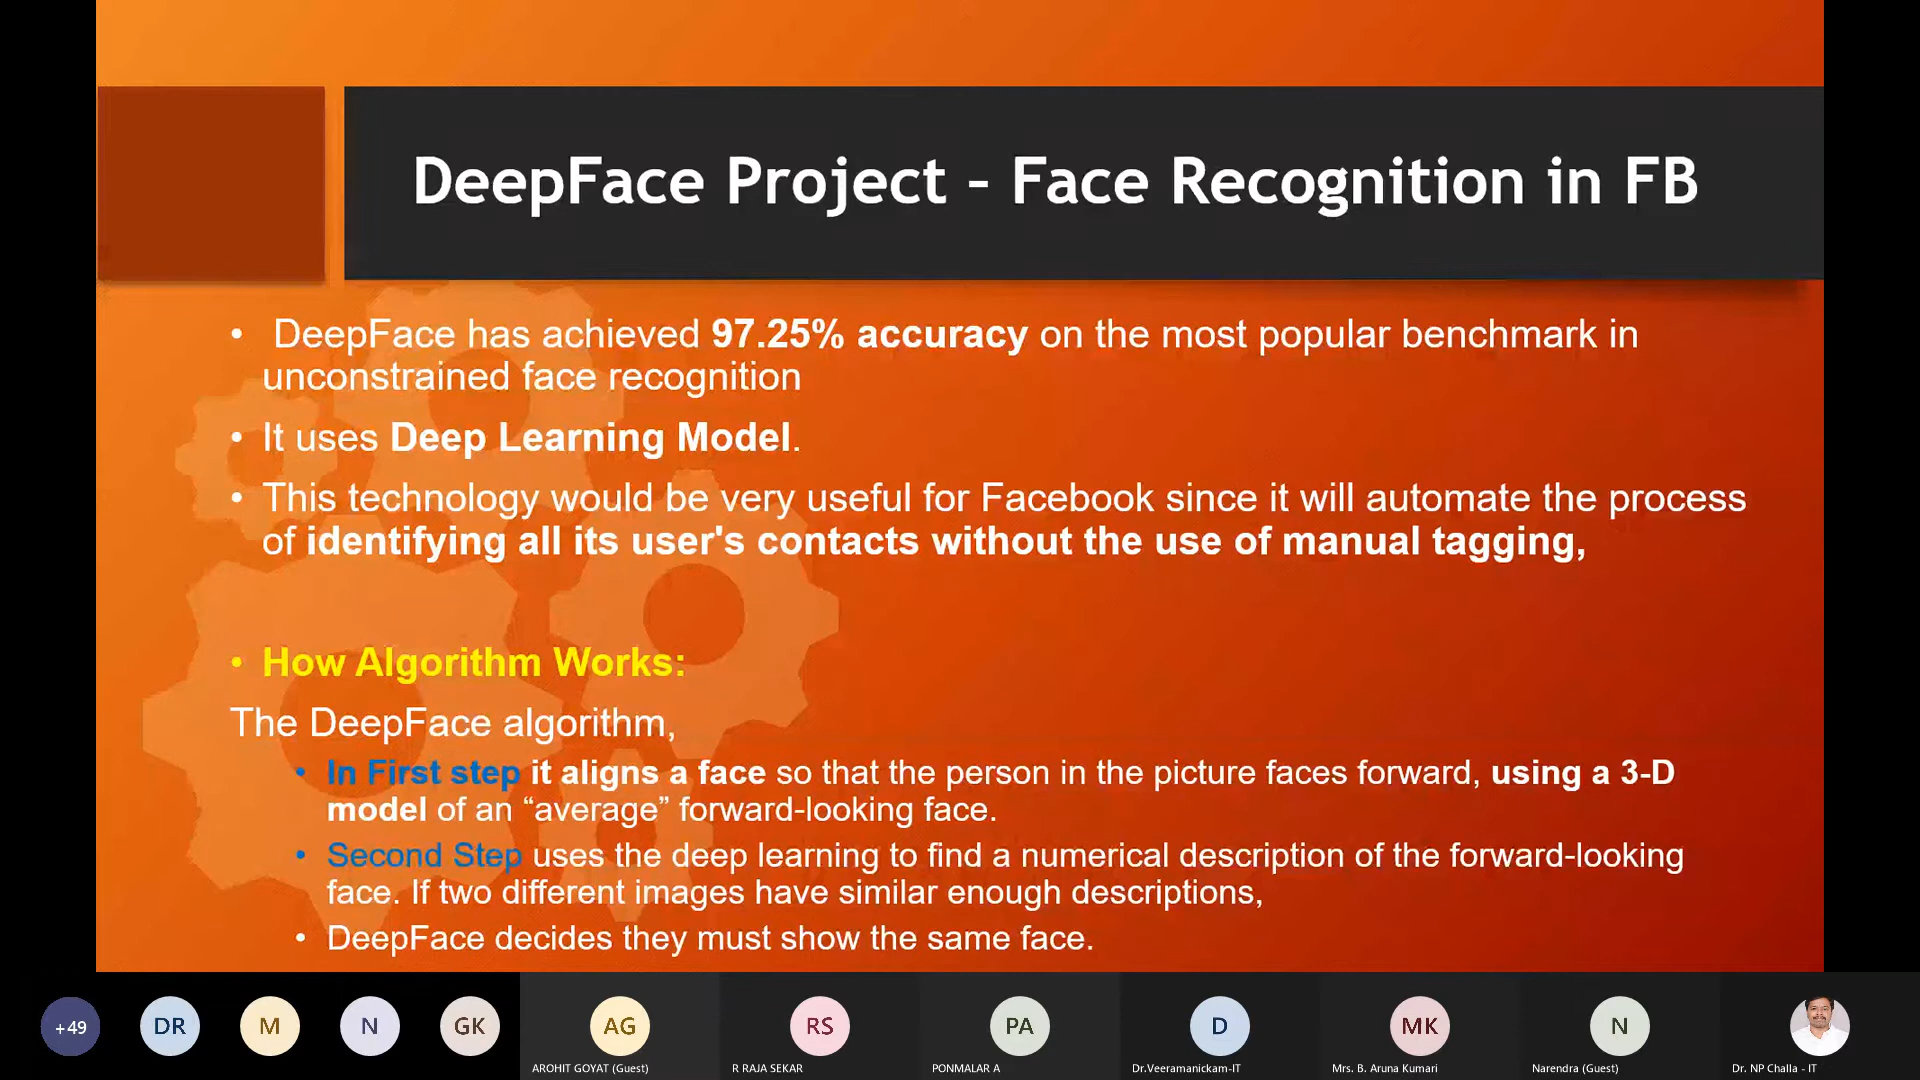 DeepFace Project – Face Recognition in FB
• DeepFace has achieved 97.25% accuracy on the most popular benchmark in
unconstrained face recognition
• It uses Deep Learning Model.
• This technology would be very useful for Facebook since it will automate the process
of identifying all its user's contacts without the use of manual tagging,
• How Algorithm Works:
The DeepFace algorithm,
• In First step it aligns a face so that the person in the picture faces forward, using a 3-D
model of an “average” forward-looking face.
• Second Step uses the deep learning to find a numerical description of the forward-looking
face. If two different images have similar enough descriptions,
• DeepFace decides they must show the same face.
+49 DR M N GK AG RS PA D MK N
AROHIT GOYAT (Guest) R RAJA SEKAR PONMALAR A Dr.Veeramanickam-IT Mrs. B. Aruna Kumari Narendra (Guest) Dr. NP Challa - IT